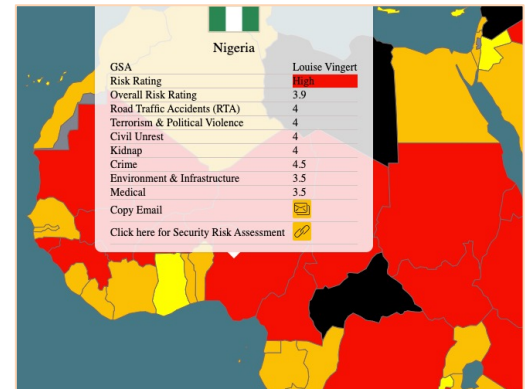 Nigeria
GSA Louise Vingert
Risk Rating High
Overall Risk Rating 3.9
Road Traffic Accidents (RTA) 4
Terrorism & Political Violence 4
Civil Unrest 4
Kidnap 4
Crime 4.5
Environment & Infrastructure 3.5
Medical 3.5
Copy Email
Click here for Security Risk Assessment